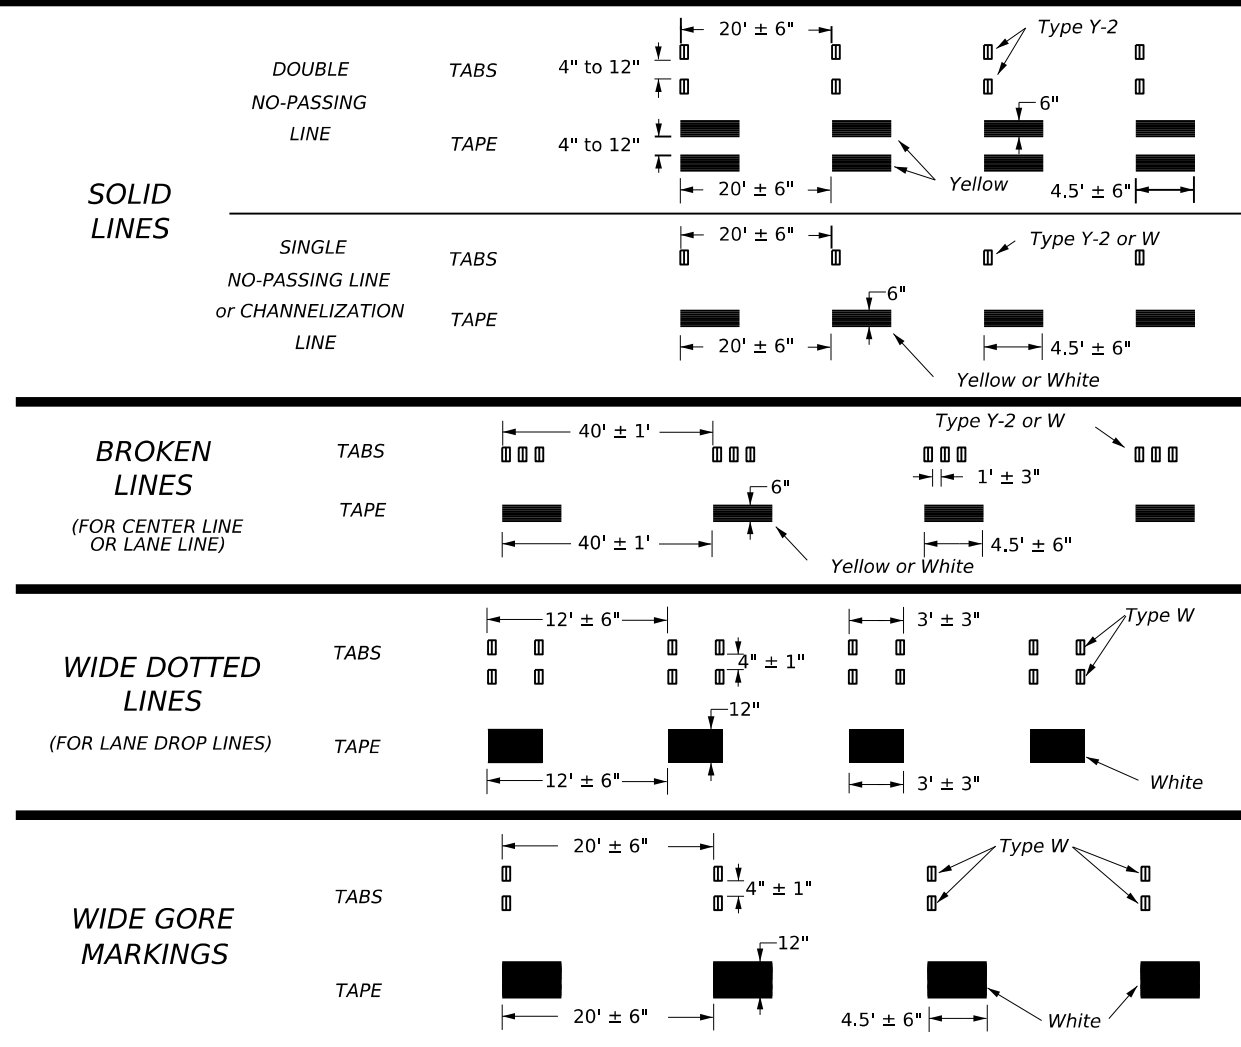 SOLID
LINES
DOUBLE
NO-PASSING
LINE
TABS
20' ± 6"
Type Y-2
4" to 12"
TAPE
4" to 12"
6"
20' ± 6"
Yellow
4.5' ± 6"
SINGLE
NO-PASSING LINE
or CHANNELIZATION
LINE
TABS
20' ± 6"
Type Y-2 or W
TAPE
6"
20' ± 6"
4.5' ± 6"
Yellow or White
BROKEN
LINES
(FOR CENTER LINE
OR LANE LINE)
TABS
40' ± 1'
Type Y-2 or W
1' ± 3"
TAPE
6"
40' ± 1'
4.5' ± 6"
Yellow or White
WIDE DOTTED
LINES
(FOR LANE DROP LINES)
TABS
12' ± 6"
3' ± 3"
Type W
4" ± 1"
TAPE
12"
12' ± 6"
3' ± 3"
White
WIDE GORE
MARKINGS
TABS
20' ± 6"
Type W
4" ± 1"
TAPE
12"
20' ± 6"
4.5' ± 6"
White